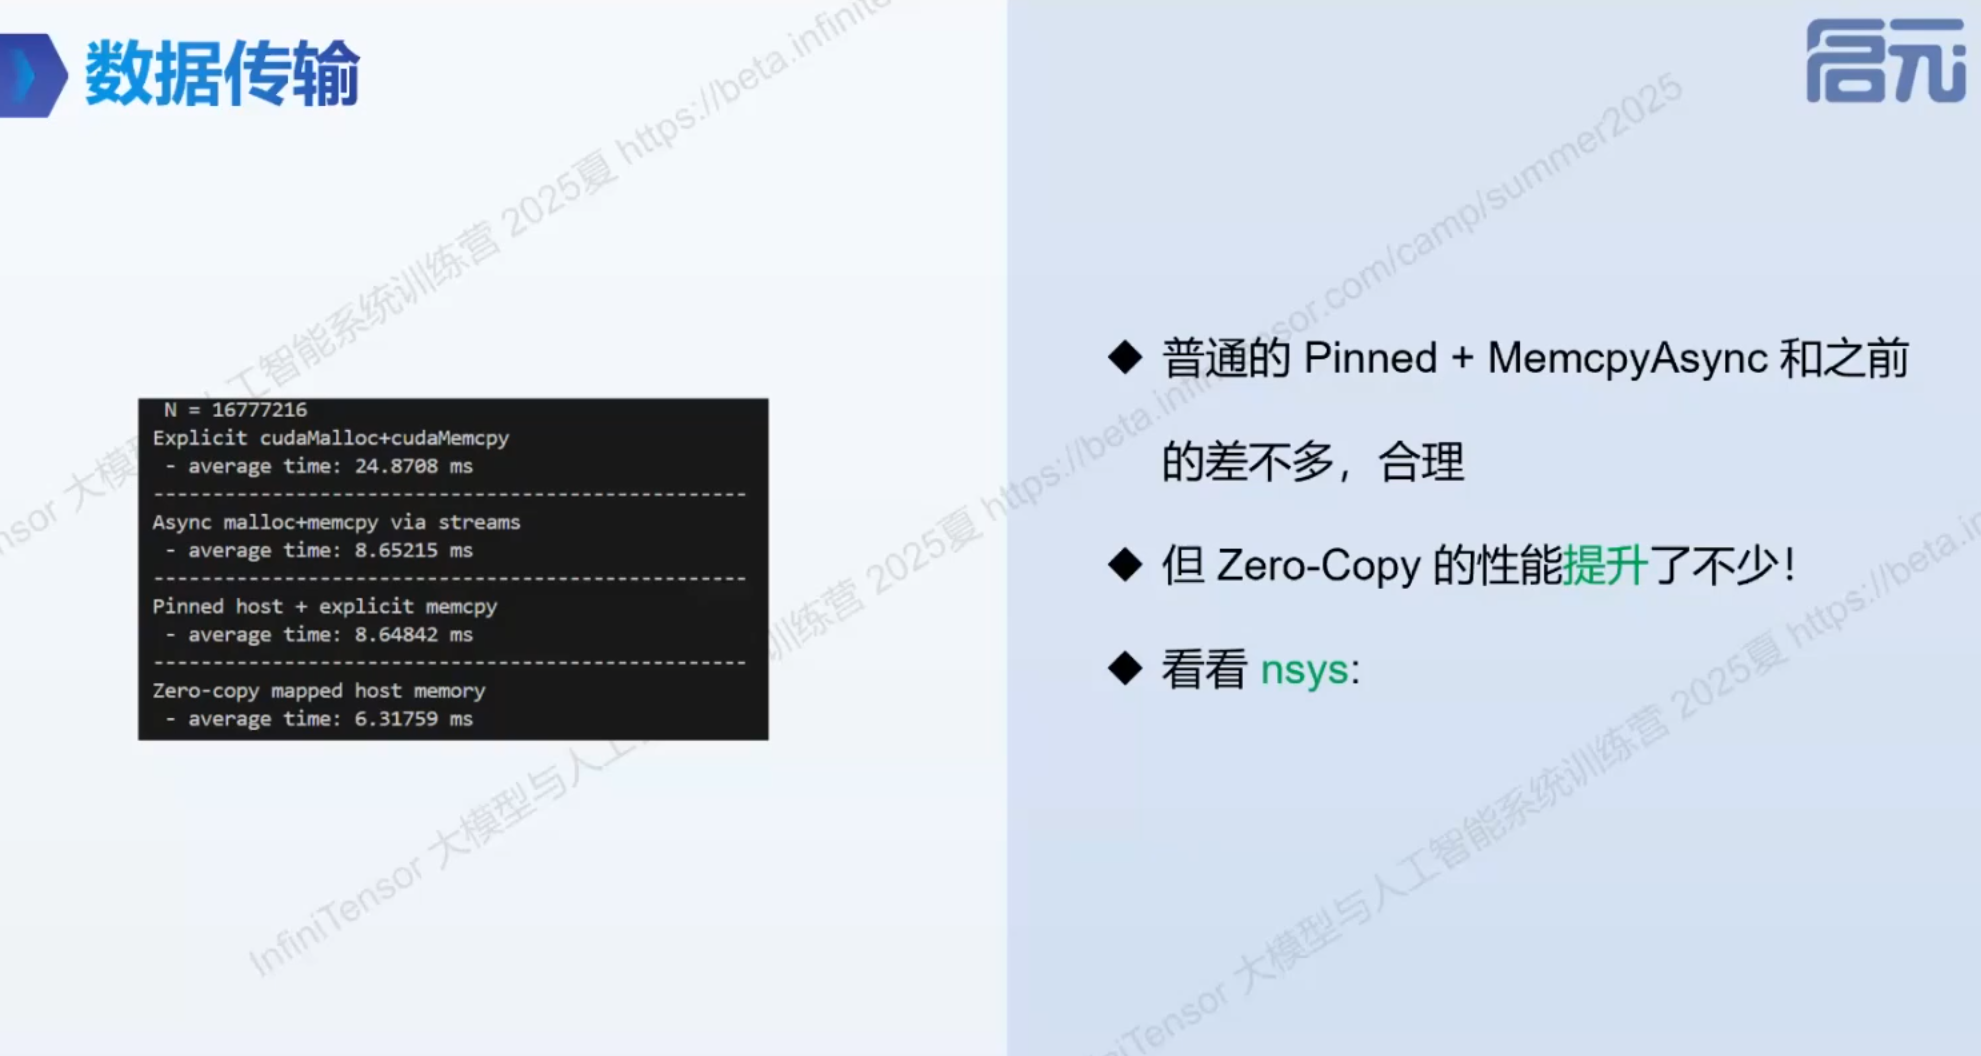 数据传输
启元
N = 16777216
Explicit cudaMalloc+cudaMemcpy
- average time: 24.8708 ms
--------------------------------------------------
Async malloc+memcpy via streams
- average time: 8.65215 ms
--------------------------------------------------
Pinned host + explicit memcpy
- average time: 8.64842 ms
--------------------------------------------------
Zero-copy mapped host memory
- average time: 6.31759 ms
◆ 普通的 Pinned + MemcpyAsync 和之前
的差不多，合理
◆ 但 Zero-Copy 的性能提升了不少！
◆ 看看 nsys:
InfiniTensor 大模型与人工智能系统训练营 2025夏 https://beta.infinitensor.com/camp/summer2025